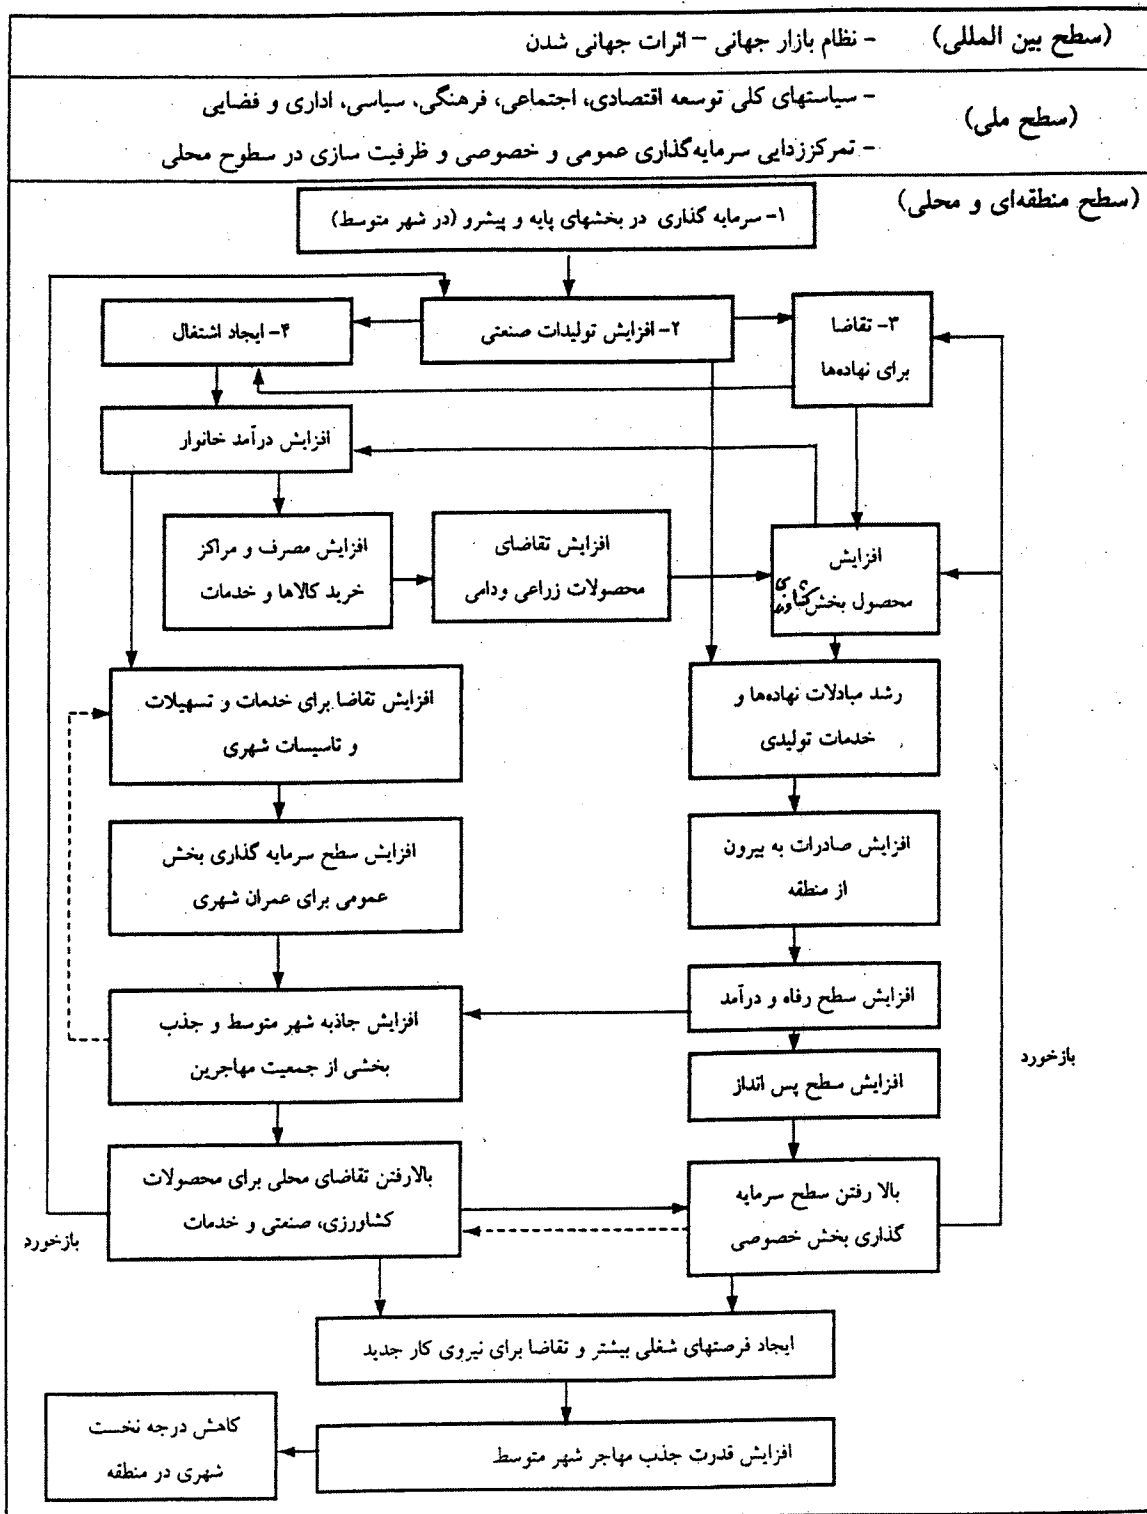 (سطح بین المللی) - نظام بازار جهانی - اثرات جهانی شدن
(سطح ملی)
- سیاستهای کلی توسعه اقتصادی، اجتماعی، فرهنگی، سیاسی، اداری و فضایی
- تمرکززدایی سرمایه‌گذاری عمومی و خصوصی و ظرفیت سازی در سطوح محلی
(سطح منطقه‌ای و محلی)
۱- سرمایه گذاری در بخشهای پایه و پیشرو (در شهر متوسط)
۳- تقاضا
برای نهاده‌ها
۲- افزایش تولیدات صنعتی
۴- ایجاد اشتغال
افزایش درآمد خانوار
افزایش
محصول بخش کشاورزی
افزایش تقاضای
محصولات زراعی ودامی
افزایش مصرف و مراکز
خرید کالاها و خدمات
رشد مبادلات نهاده‌ها و
خدمات تولیدی
افزایش تقاضا برای خدمات و تسهیلات
و تاسیسات شهری
افزایش صادرات به بیرون
از منطقه
افزایش سطح سرمایه گذاری بخش
عمومی برای عمران شهری
افزایش سطح رفاه و درآمد
افزایش جاذبه شهر متوسط و جذب
بخشی از جمعیت مهاجرین
بازخورد
افزایش سطح پس انداز
بالا رفتن سطح سرمایه
گذاری بخش خصوصی
بالارفتن تقاضای محلی برای محصولات
کشاورزی، صنعتی و خدمات
بازخورد
ایجاد فرصتهای شغلی بیشتر و تقاضا برای نیروی کار جدید
افزایش قدرت جذب مهاجر شهر متوسط
کاهش درجه نخست
شهری در منطقه